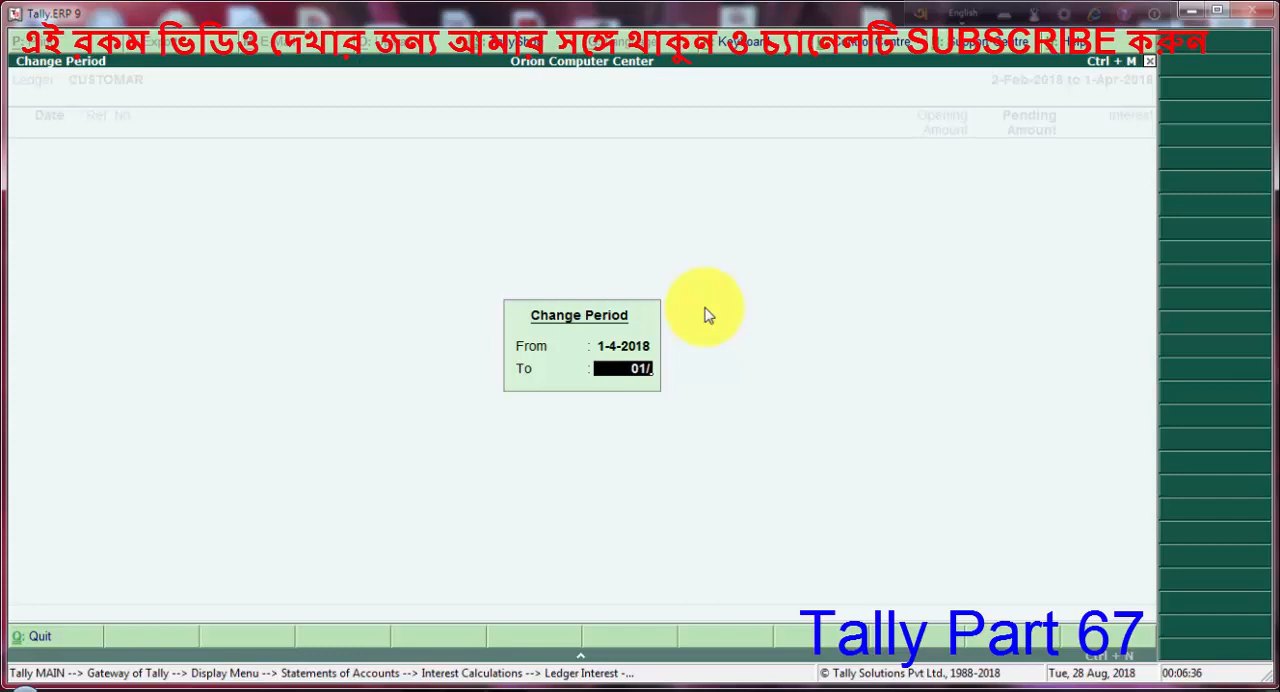 Tally.ERP 9
English
এই রকম ভিডিও দেখার জন্য আমার সঙ্গে থাকুন ও চ্যানেলটি SUBSCRIBE করুন
Change Period Orion Computer Center Ctrl + M
Ledger CUSTOMAR 2-Feb-2018 to 1-Apr-2018
Date Ref. No. Opening Amount Pending Amount Interest
Change Period
From : 1-4-2018
To : 01/
Tally Part 67
Q: Quit
Ctrl + N
Tally MAIN --> Gateway of Tally --> Display Menu --> Statements of Accounts --> Interest Calculations --> Ledger Interest -... © Tally Solutions Pvt Ltd., 1988-2018 Tue, 28 Aug, 2018 00:06:36